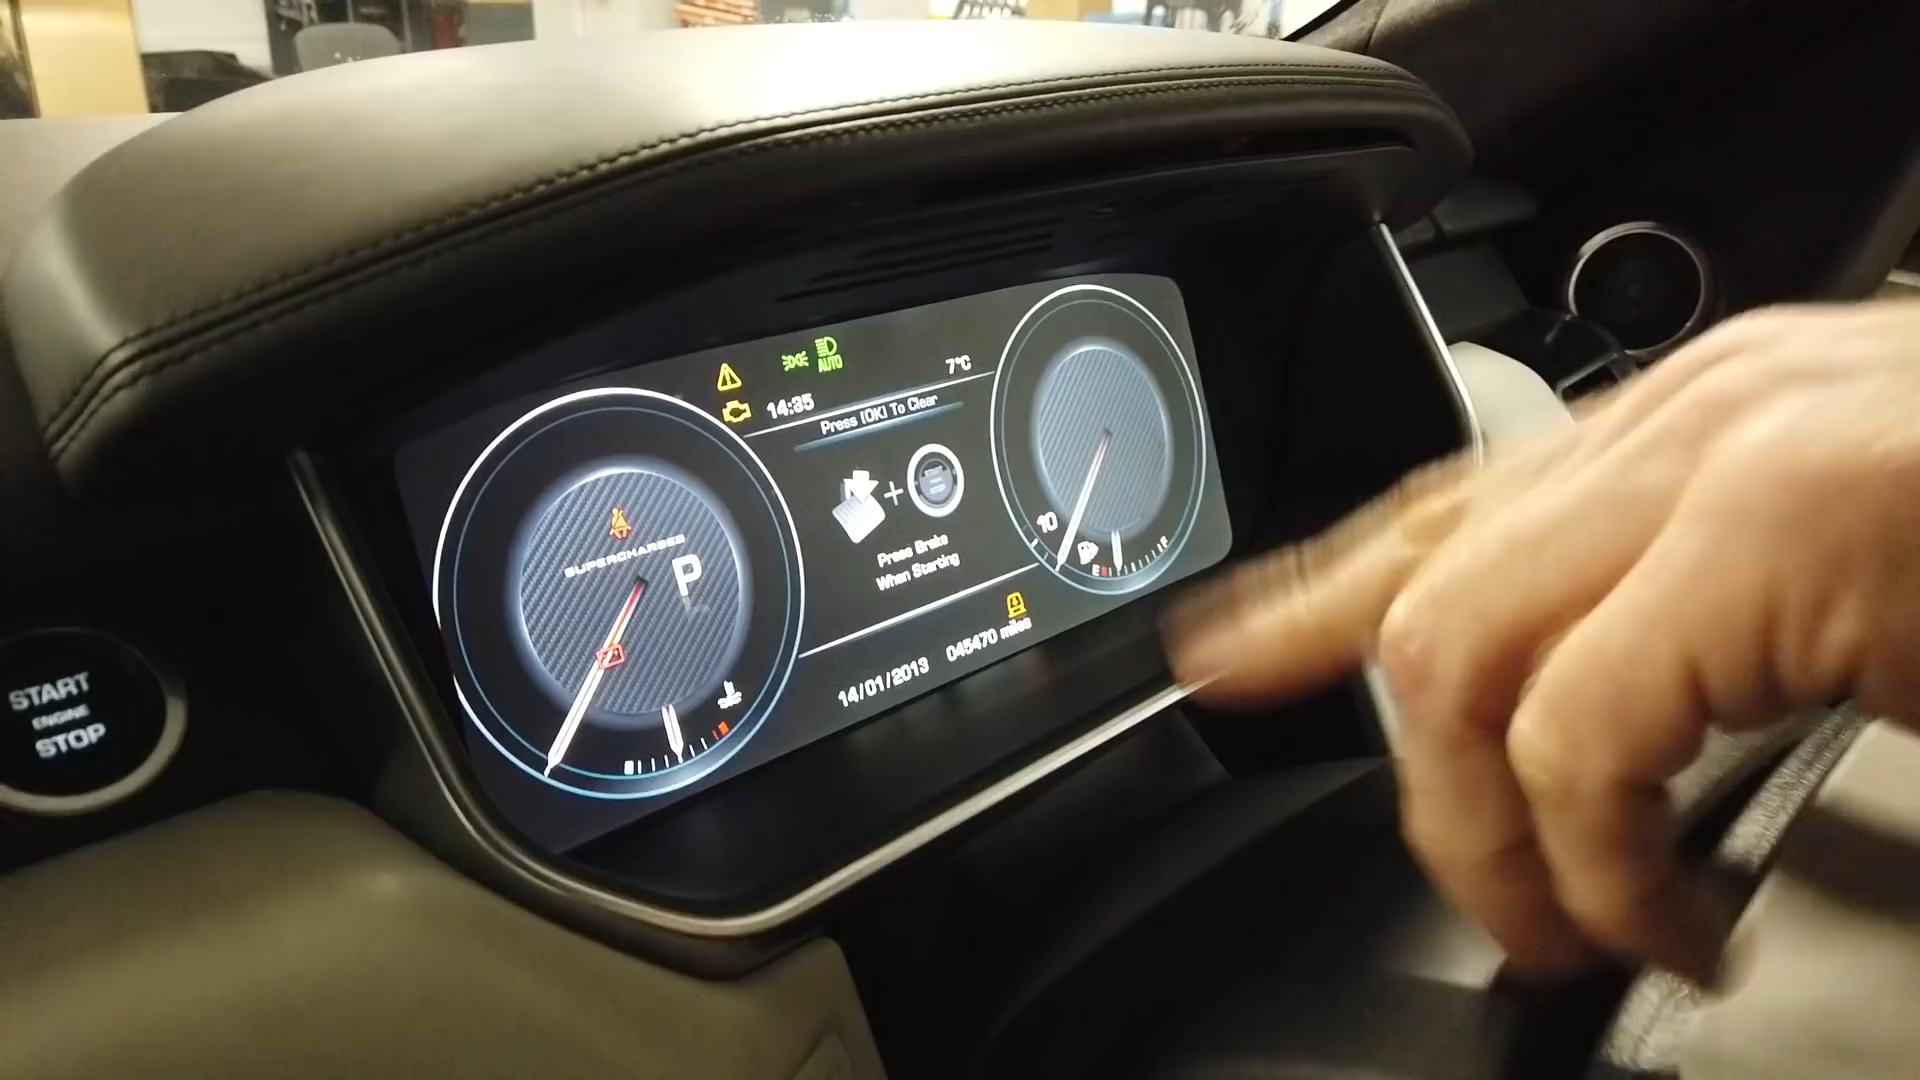 AUTO
7°C
14:35
Press [OK] To Clear
START
Press Brake
When Starting
10
E
F
SUPERCHARGED
P
14/01/2013
045470 miles
START
ENGINE
STOP